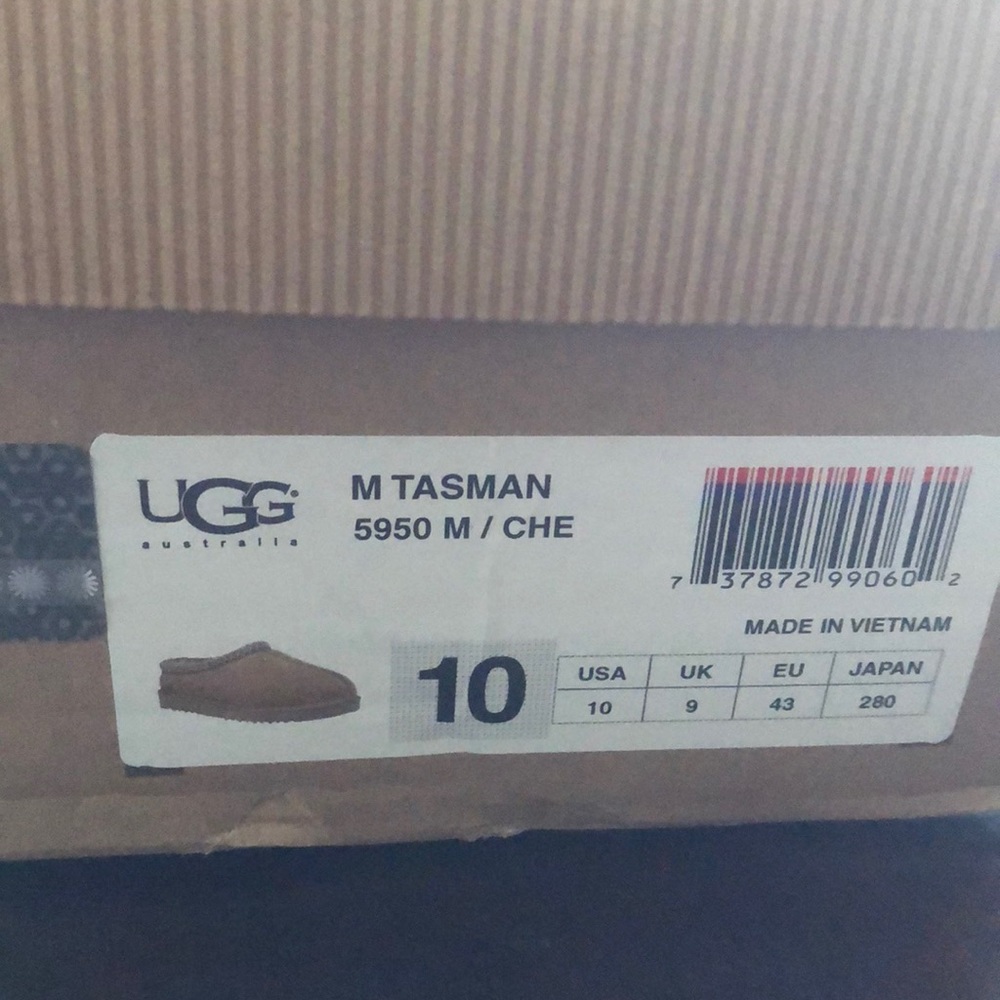 UGG®
australia
M TASMAN
5950 M / CHE
7 37872 99060 2
MADE IN VIETNAM
10
USA UK EU JAPAN
10 9 43 280